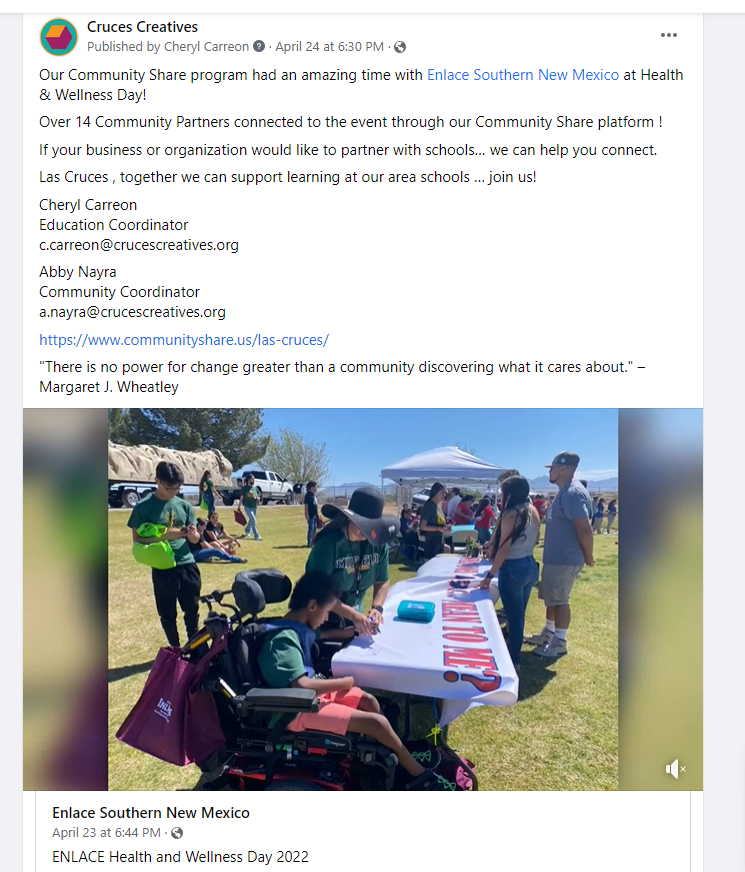 Cruces Creatives
Published by Cheryl Carreon · April 24 at 6:30 PM ·
Our Community Share program had an amazing time with Enlace Southern New Mexico at Health
& Wellness Day!
Over 14 Community Partners connected to the event through our Community Share platform !
If your business or organization would like to partner with schools... we can help you connect.
Las Cruces , together we can support learning at our area schools ... join us!
Cheryl Carreon
Education Coordinator
c.carreon@crucescreatives.org
Abby Nayra
Community Coordinator
a.nayra@crucescreatives.org
https://www.communityshare.us/las-cruces/
"There is no power for change greater than a community discovering what it cares about." –
Margaret J. Wheatley
TO ME?
Enlace Southern New Mexico
April 23 at 6:44 PM ·
ENLACE Health and Wellness Day 2022